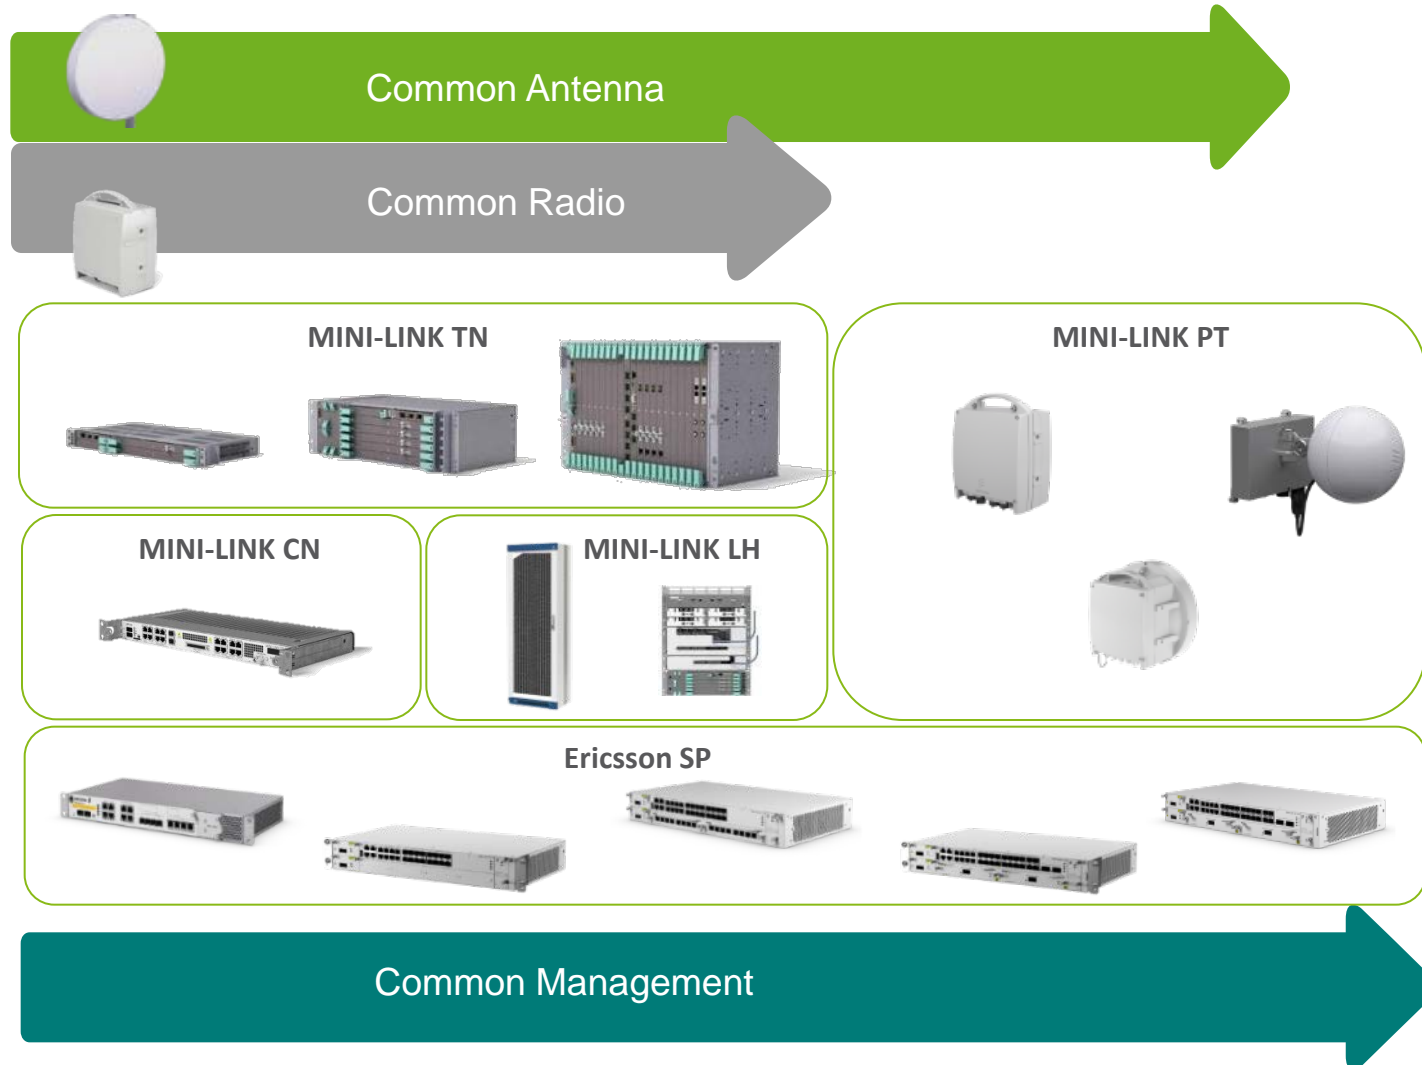 Common Antenna
Common Radio
MINI-LINK TN
MINI-LINK PT
MINI-LINK CN
MINI-LINK LH
Ericsson SP
Common Management